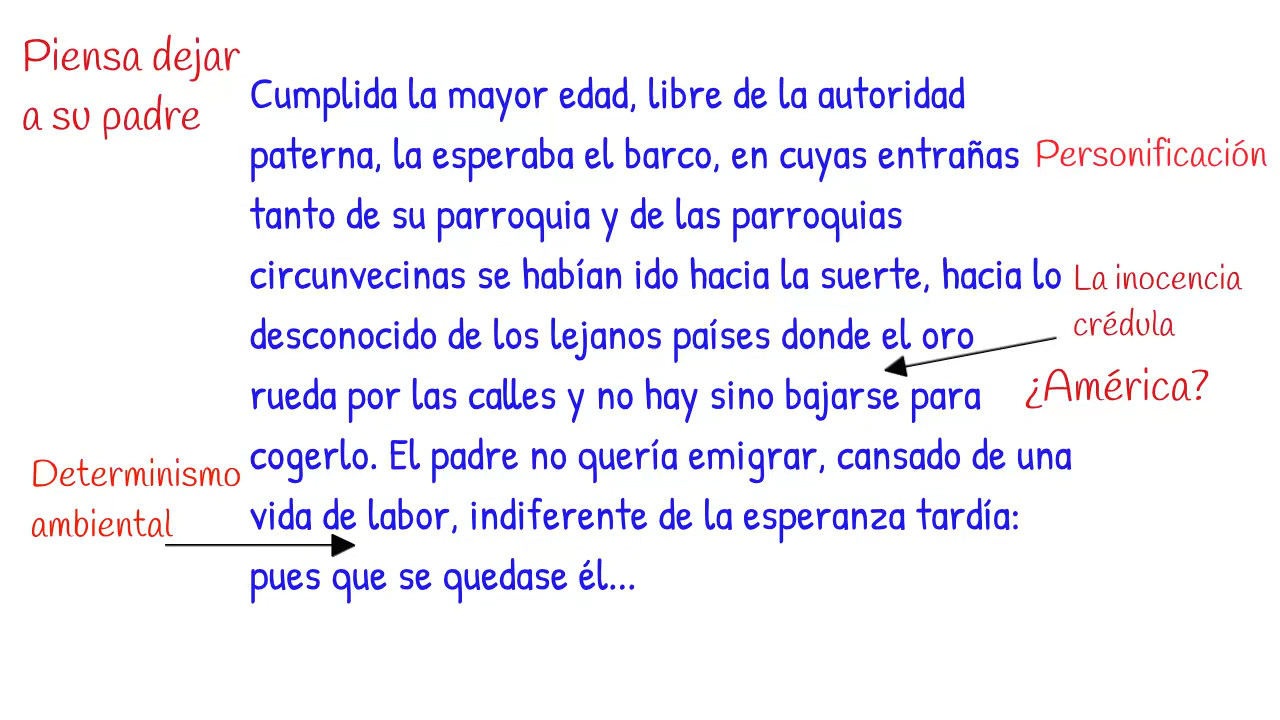 Piensa dejar
a su padre
Cumplida la mayor edad, libre de la autoridad
paterna, la esperaba el barco, en cuyas entrañas
Personificación
tanto de su parroquia y de las parroquias
circunvecinas se habían ido hacia la suerte, hacia lo
La inocencia
crédula
desconocido de los lejanos países donde el oro
rueda por las calles y no hay sino bajarse para
¿América?
cogerlo. El padre no quería emigrar, cansado de una
Determinismo
ambiental
vida de labor, indiferente de la esperanza tardía:
pues que se quedase él...